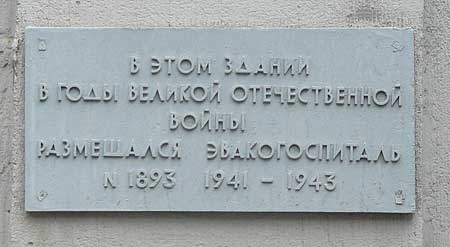 В ЭТОМ ЗДАНИИ
В ГОДЫ ВЕЛИКОЙ ОТЕЧЕСТВЕННОЙ
ВОЙНЫ
РАЗМЕЩАЛСЯ ЭВАКОГОСПИТАЛЬ
N 1893 1941 - 1943